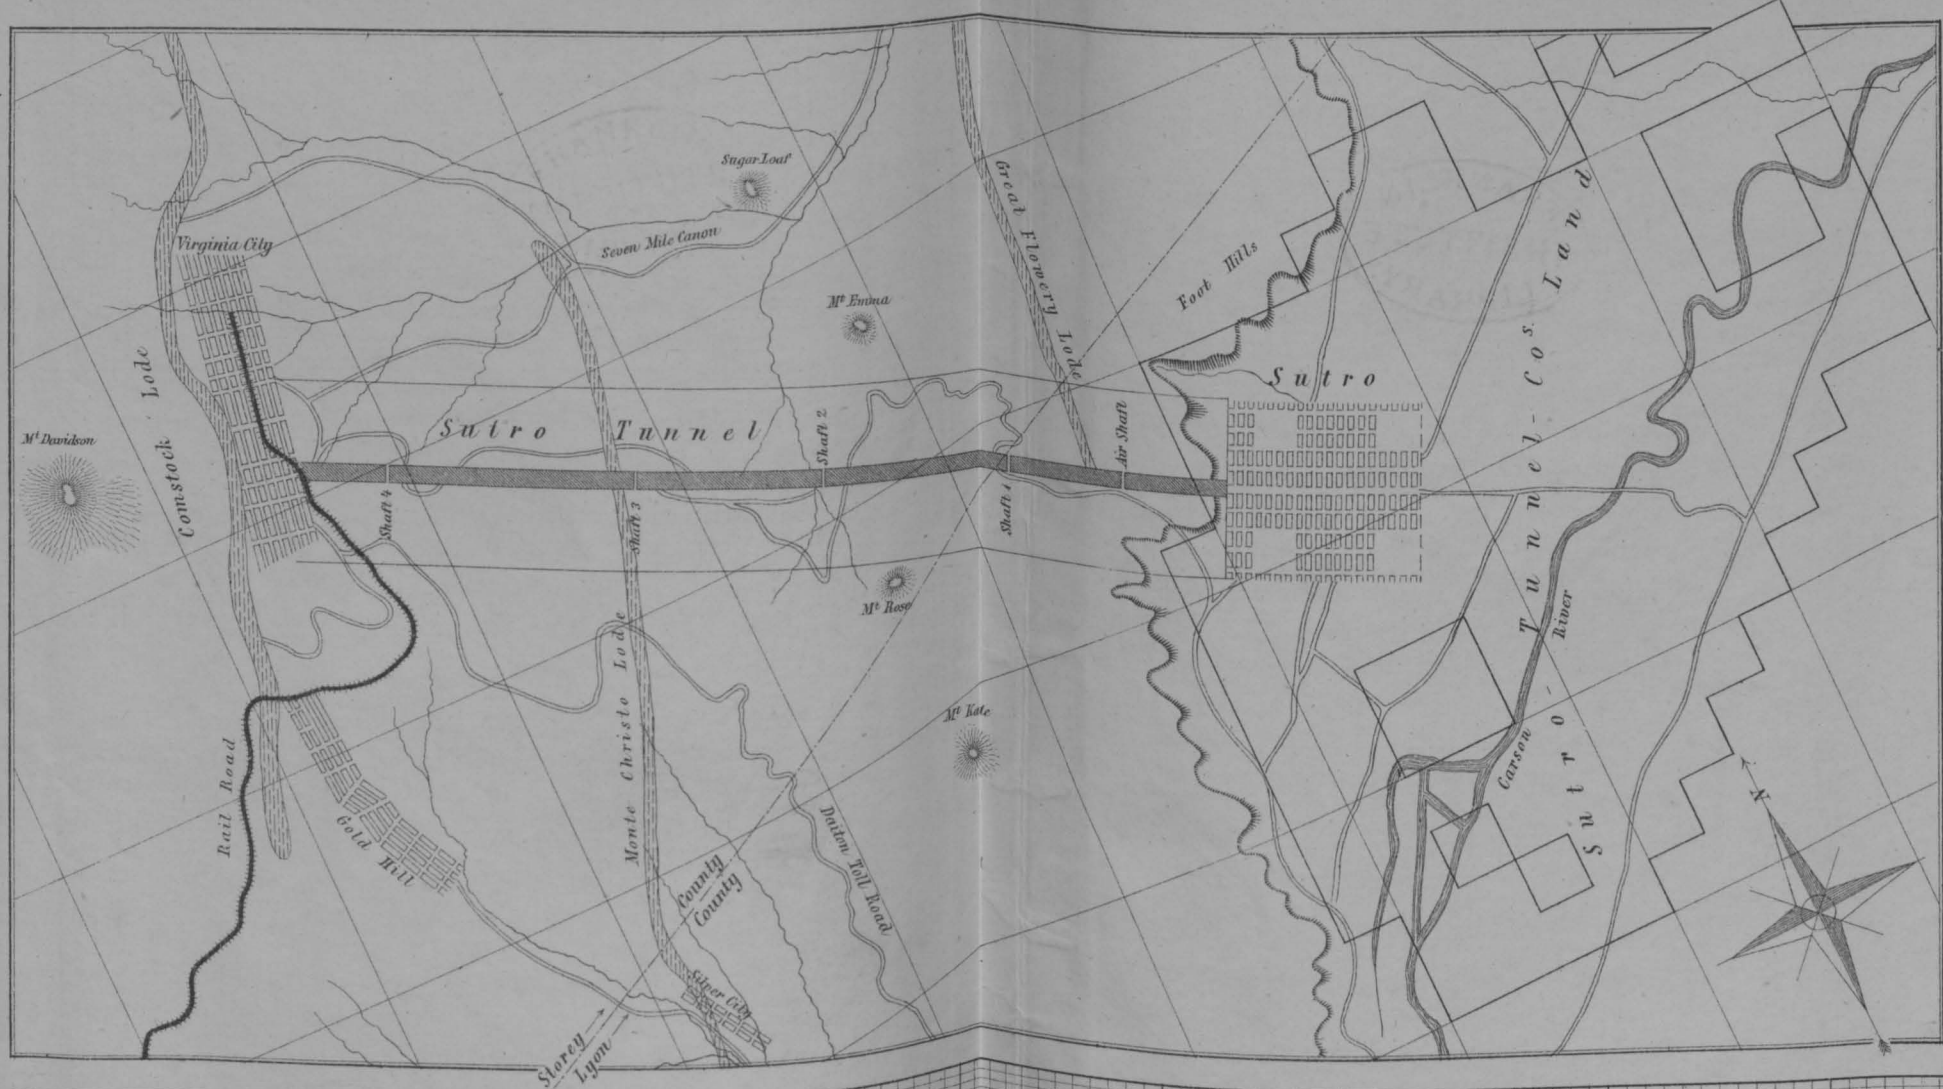 Sugar Loaf
Virginia City
Seven Mile Canon
Great Flowery Lode
Foot Hills
Mt Emma
Comstock Lode
Mt Davidson
Sutro Tunnel
Shaft 2
Air Shaft
Sutro
Shaft 4
Shaft 3
Shaft 1
Mt Rose
Monte Christo Lode
Mt Kate
Rail Road
Gold Hill
Daiton Toll Road
County
County
Silver City
Storey
Lyon
Carson River
Sutro-Tunnel-Cos. Land
N